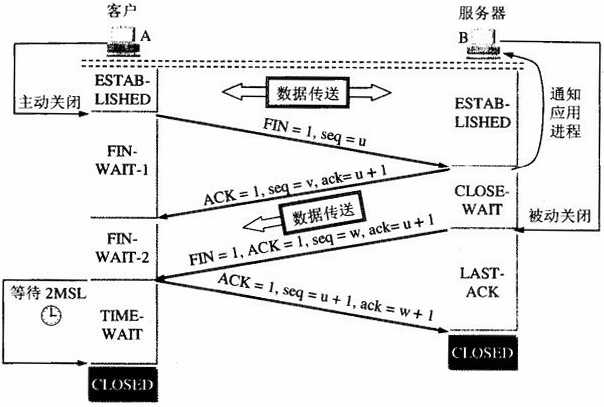 客户
服务器
A
B
ESTAB-
LISHED
数据传送
主动关闭
ESTAB-
LISHED
通知
应用
进程
FIN = 1, seq = u
FIN-
WAIT-1
ACK = 1, seq = v, ack= u + 1
CLOSE-
WAIT
数据传送
被动关闭
FIN-
WAIT-2
FIN = 1, ACK = 1, seq = w, ack= u + 1
等待 2MSL
ACK = 1, seq = u + 1, ack = w + 1
LAST-
ACK
TIME-
WAIT
CLOSED
CLOSED